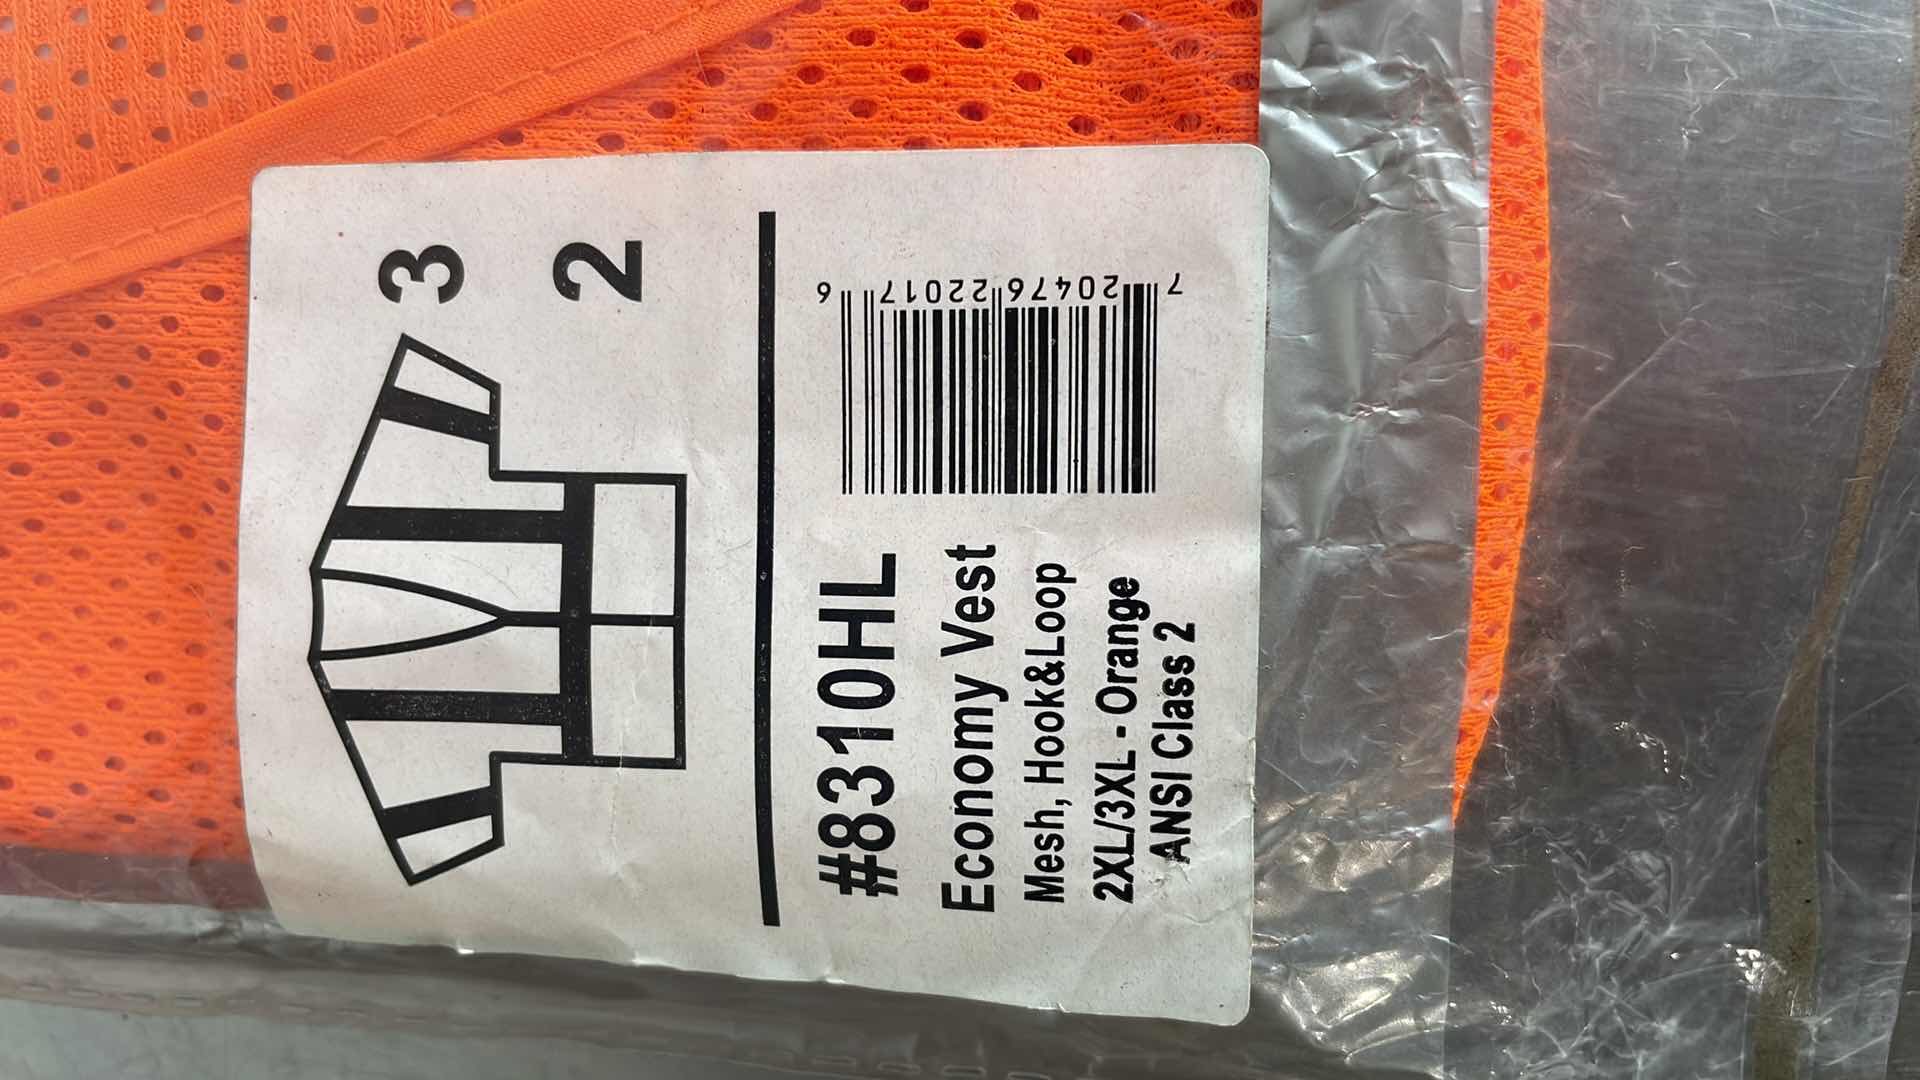 3
2
#8310HL
Economy Vest
Mesh, Hook&Loop
2XL/3XL - Orange
ANSI Class 2
7 20476 22017 6